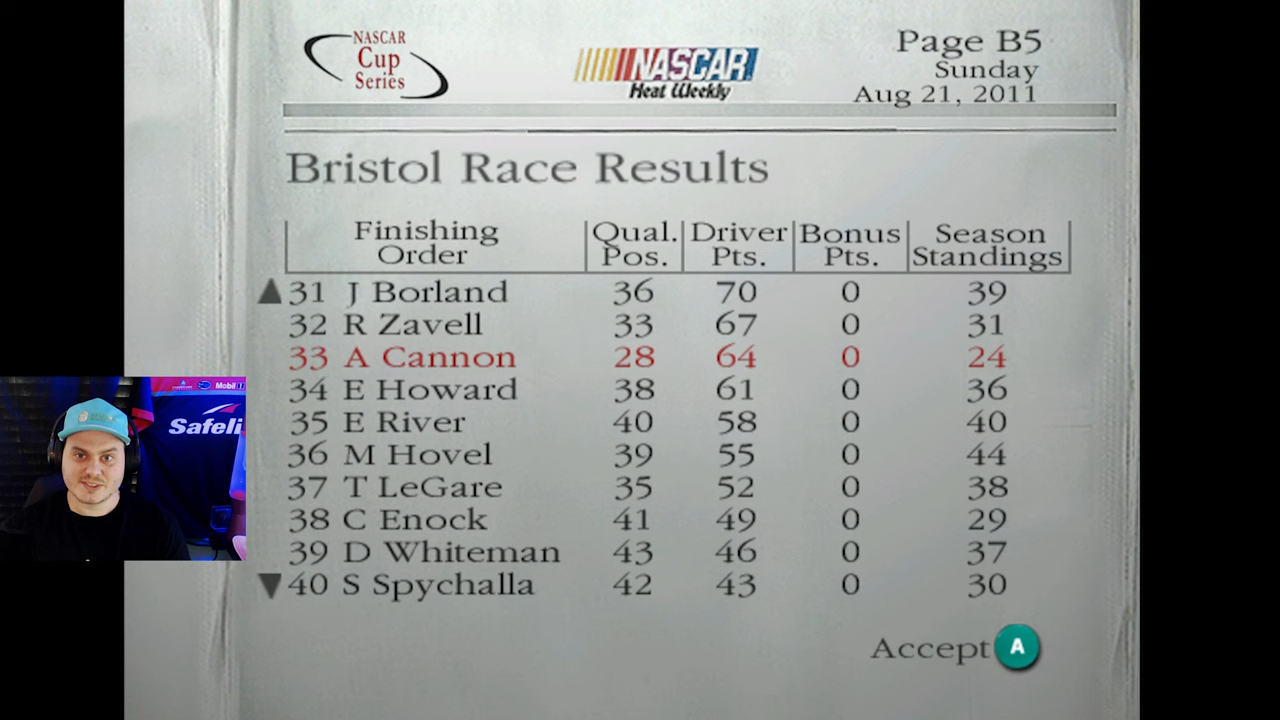 NASCAR
Cup
Series
NASCAR
Heat Weekly
Page B5
Sunday
Aug 21, 2011
Bristol Race Results
Finishing Order Qual. Pos. Driver Pts. Bonus Pts. Season Standings
31 J Borland 36 70 0 39
32 R Zavell 33 67 0 31
33 A Cannon 28 64 0 24
34 E Howard 38 61 0 36
35 E River 40 58 0 40
36 M Hovel 39 55 0 44
37 T LeGare 35 52 0 38
38 C Enock 41 49 0 29
39 D Whiteman 43 46 0 37
40 S Spychalla 42 43 0 30
Accept A
Mobil 1
Safeli